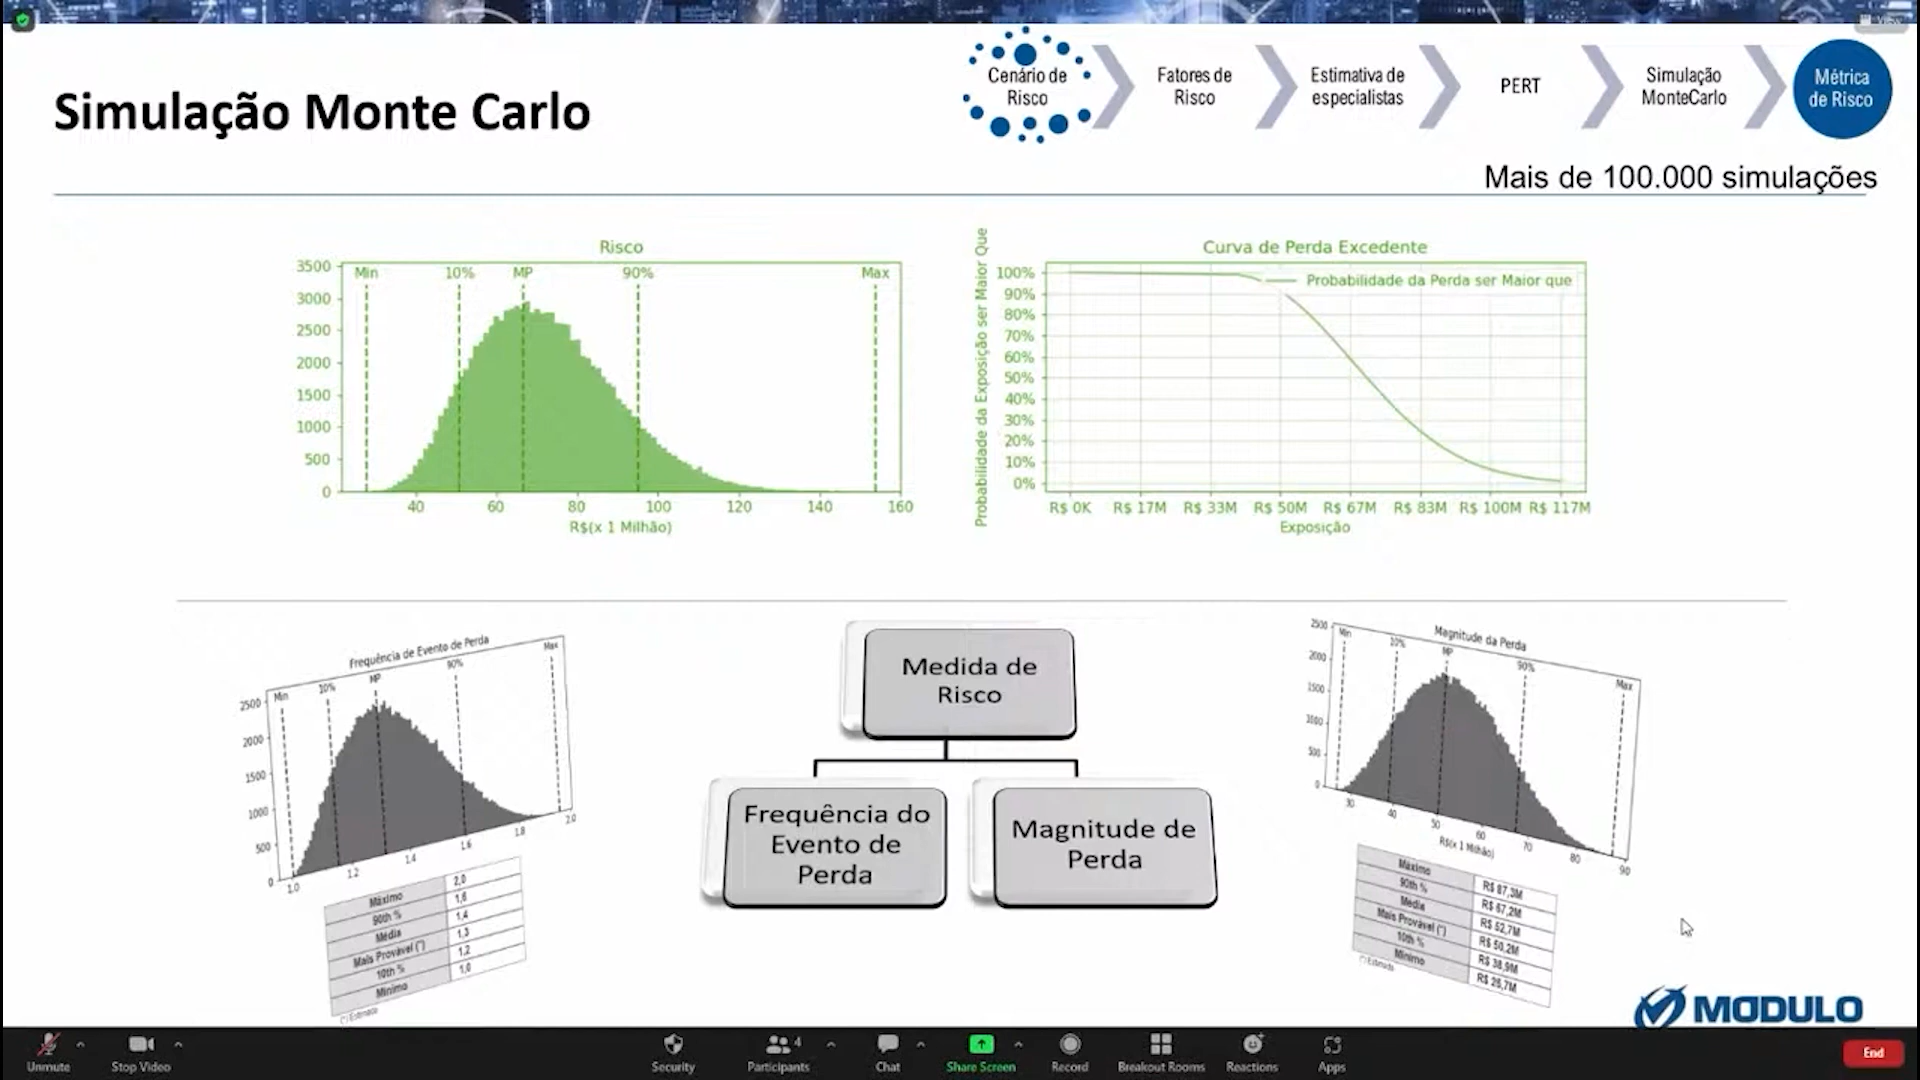 View
Simulação Monte Carlo
Cenário de
Risco
Fatores de
Risco
Estimativa de
especialistas
PERT
Simulação
MonteCarlo
Métrica
de Risco
Mais de 100.000 simulações
Risco
Min 10% MP 90% Max
3500
3000
2500
2000
1500
1000
500
0
40 60 80 100 120 140 160
R$(x 1 Milhão)
Curva de Perda Excedente
Probabilidade da Perda ser Maior que
Probabilidade da Exposição ser Maior Que
100%
90%
80%
70%
60%
50%
40%
30%
20%
10%
0%
R$ 0K R$ 17M R$ 33M R$ 50M R$ 67M R$ 83M R$ 100M R$ 117M
Exposição
Frequência de Evento de Perda
Min 10% MP 90% Max
2500
2000
1500
1000
500
0
1.0 1.2 1.4 1.6 1.8 2.0
Máximo 2,0
90th % 1,6
Média 1,4
Mais Provável (*) 1,3
10th % 1,2
Mínimo 1,0
(*) Estimado
Medida de
Risco
Frequência do
Evento de
Perda
Magnitude de
Perda
Magnitude da Perda
Min 10% MP 90% Max
2500
2000
1500
1000
500
0
30 40 50 60 70 80 90
R$(x 1 Milhão)
Máximo R$ 87,3M
90th % R$ 67,2M
Média R$ 52,7M
Mais Provável (*) R$ 50,2M
10th % R$ 38,9M
Mínimo R$ 26,7M
(*) Estimado
MODULO
Unmute
Stop Video
Security
4
Participants
Chat
Share Screen
Record
Breakout Rooms
Reactions
Apps
End